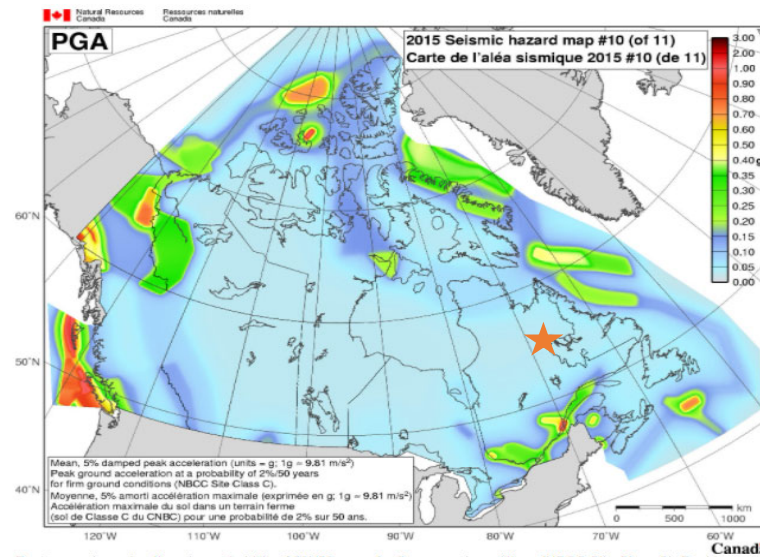 Natural Resources Ressources naturelles
Canada Canada
PGA
2015 Seismic hazard map #10 (of 11)
Carte de l'aléa sismique 2015 #10 (de 11)
3.00
2.00
1.00
0.80
0.70
0.60
0.50
0.40
0.35
0.30
0.20
0.15
0.10
0.05
0.00
g
60°N
50°N
40°N
Mean, 5% damped peak acceleration (units = g; 1g = 9.81 m/s²)
Peak ground acceleration at a probability of 2%/50 years
for firm ground conditions (NBCC Site Class C).
Moyenne, 5% amorti accélération maximale (exprimée en g; 1g = 9.81 m/s²)
Accélération maximale du sol dans un terrain ferme
(sol de Classe C du CNBC) pour une probabilité de 2% sur 50 ans.
km
0 500 1000
120°W 110°W 100°W 90°W 80°W 70°W 60°W
Canad